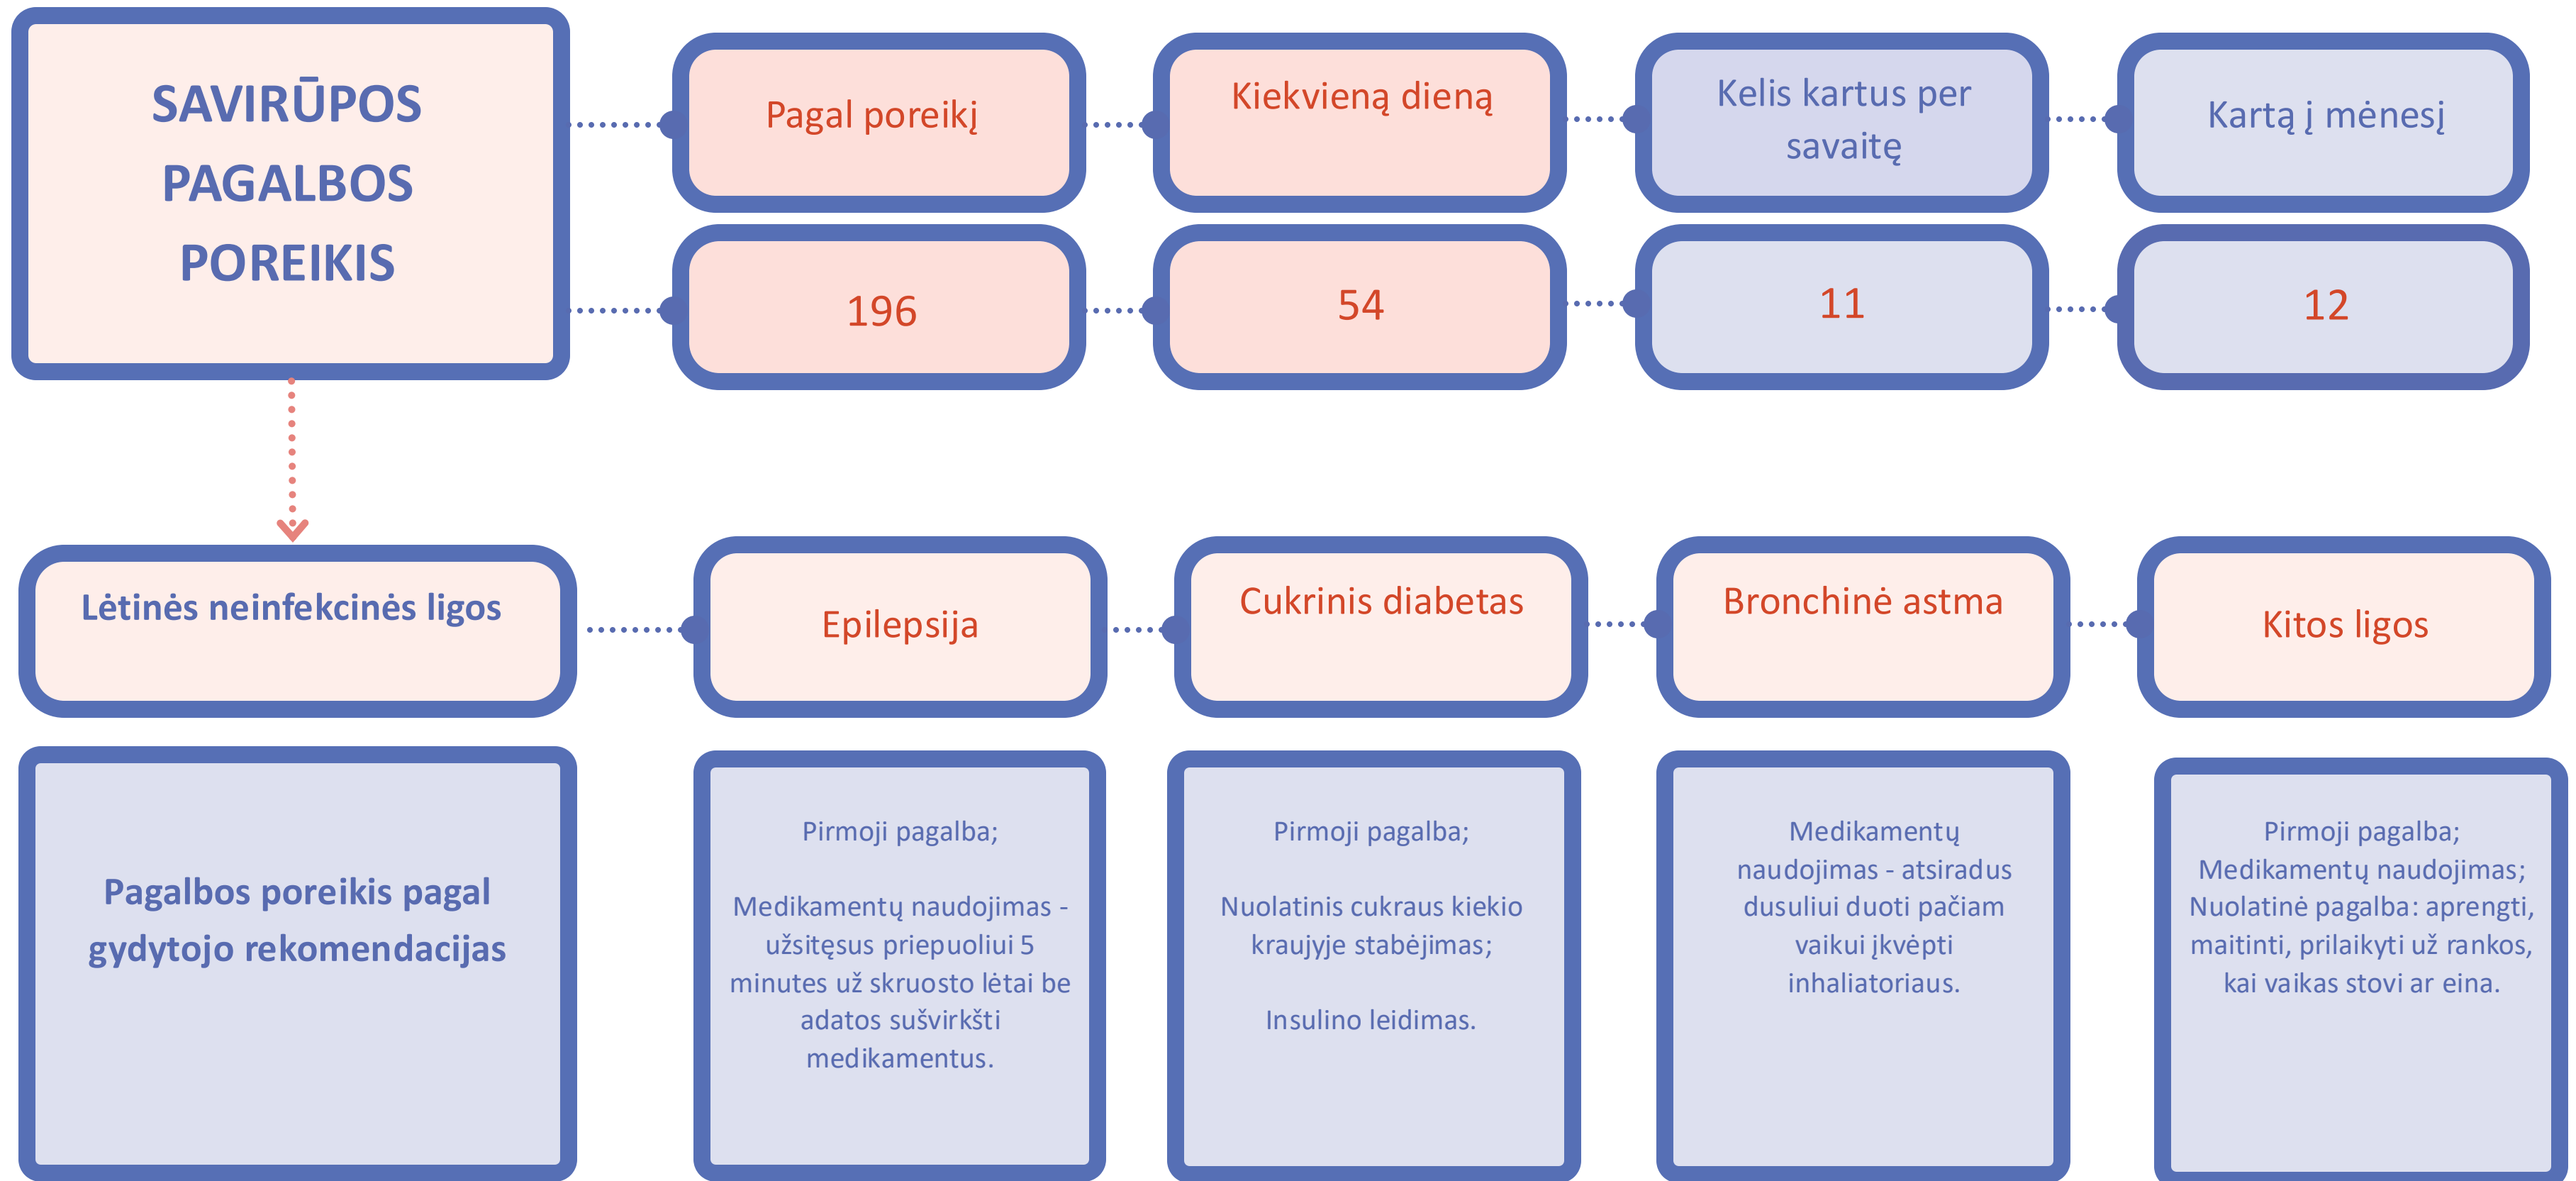 SAVIRŪPOS
PAGALBOS
POREIKIS
Pagal poreikį
Kiekvieną dieną
Kelis kartus per
savaitę
Kartą į mėnesį
196
54
11
12
Lėtinės neinfekcinės ligos
Epilepsija
Cukrinis diabetas
Bronchinė astma
Kitos ligos
Pagalbos poreikis pagal
gydytojo rekomendacijas
Pirmoji pagalba;
Medikamentų naudojimas -
užsitęsus priepuoliui 5
minutes už skruosto lėtai be
adatos sušvirkšti
medikamentus.
Pirmoji pagalba;
Nuolatinis cukraus kiekio
kraujyje stabėjimas;
Insulino leidimas.
Medikamentų
naudojimas - atsiradus
dusuliui duoti pačiam
vaikui įkvėpti
inhaliatoriaus.
Pirmoji pagalba;
Medikamentų naudojimas;
Nuolatinė pagalba: aprengti,
maitinti, prilaikyti už rankos,
kai vaikas stovi ar eina.